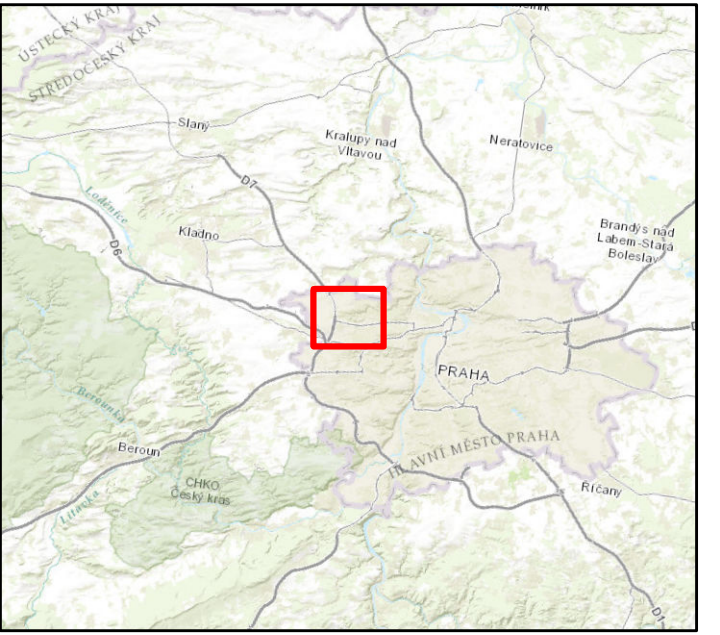 ÚSTECKÝ KRAJ
STŘEDOČESKÝ KRAJ
Slaný
Kralupy nad
Vltavou
Neratovice
D7
Loděnice
Kladno
D6
Brandýs nad
Labem-Stará
Boleslav
PRAHA
Berounka
Beroun
HLAVNÍ MĚSTO PRAHA
CHKO
Český kras
Litavka
Říčany
D1